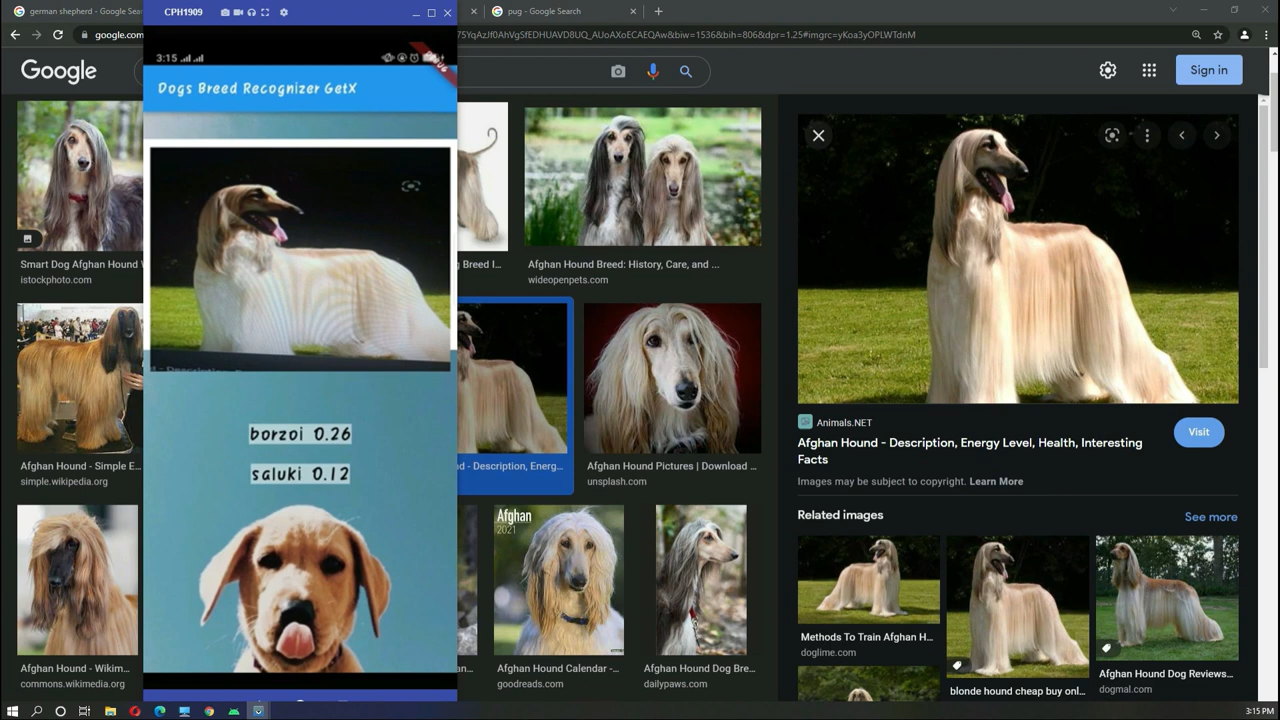 german shepherd - Google Sear
CPH1909
pug - Google Search
google.com
75YqAzJf0AhVgSfEDHUAVD8UQ_AUoAXoECAEQAw&biw=1536&bih=806&dpr=1.25#imgrc=yKoa3yOPLWTdnM
3:15
Google
Dogs Breed Recognizer GetX
Sign in
Smart Dog Afghan Hound
istockphoto.com
g Breed I...
Afghan Hound Breed: History, Care, and ...
wideopenpets.com
borzoi 0.26
saluki 0.12
Animals.NET
Afghan Hound - Description, Energy Level, Health, Interesting
Facts
Visit
Images may be subject to copyright. Learn More
Afghan Hound - Simple E...
simple.wikipedia.org
d - Description, Energ...
Afghan Hound Pictures | Download ...
unsplash.com
Related images
See more
Afghan
2021
Methods To Train Afghan H...
doglime.com
Afghan Hound - Wikim...
commons.wikimedia.org
an...
Afghan Hound Calendar -...
goodreads.com
Afghan Hound Dog Bre...
dailypaws.com
blonde hound cheap buy onl...
Afghan Hound Dog Reviews...
dogmal.com
3:15 PM